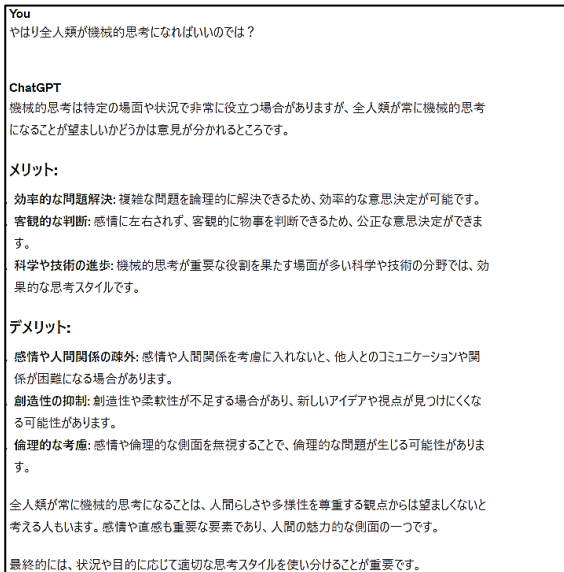 You
やはり全人類が機械的思考になればいいのでは？
ChatGPT
機械的思考は特定の場面や状況で非常に役立つ場合がありますが、全人類が常に機械的思考
になることが望ましいかどうかは意見が分かれるところです。
メリット:
効率的な問題解決: 複雑な問題を論理的に解決できるため、効率的な意思決定が可能です。
客観的な判断: 感情に左右されず、客観的に物事を判断できるため、公正な意思決定ができま
す。
科学や技術の進歩: 機械的思考が重要な役割を果たす場面が多い科学や技術の分野では、効
果的な思考スタイルです。
デメリット:
感情や人間関係の疎外: 感情や人間関係を考慮に入れないと、他人とのコミュニケーションや関
係が困難になる場合があります。
創造性の抑制: 創造性や柔軟性が不足する場合があり、新しいアイデアや視点が見つけにくくな
る可能性があります。
倫理的な考慮: 感情や倫理的な側面を無視することで、倫理的な問題が生じる可能性がありま
す。
全人類が常に機械的思考になることは、人間らしさや多様性を尊重する観点からは望ましくないと
考える人もいます。感情や直感も重要な要素であり、人間の魅力的な側面の一つです。
最終的には、状況や目的に応じて適切な思考スタイルを使い分けることが重要です。